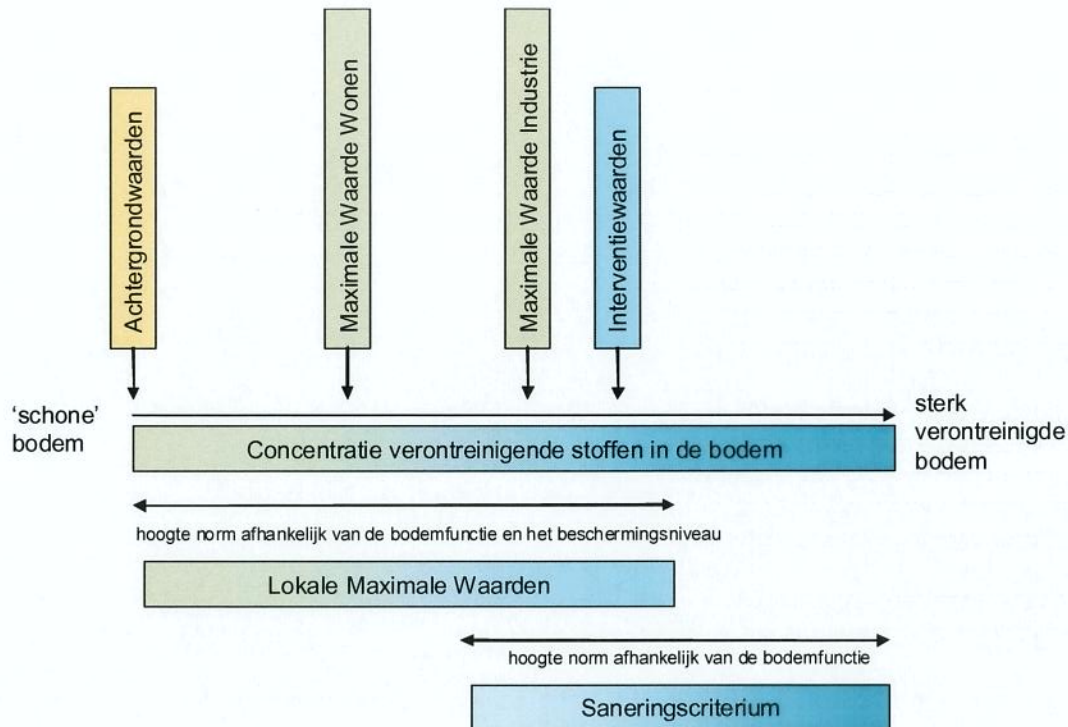 Achtergrondwaarden
Maximale Waarde Wonen
Maximale Waarde Industrie
Interventiewaarden
'schone'
bodem
sterk
verontreinigde
bodem
Concentratie verontreinigende stoffen in de bodem
hoogte norm afhankelijk van de bodemfunctie en het beschermingsniveau
Lokale Maximale Waarden
hoogte norm afhankelijk van de bodemfunctie
Saneringscriterium